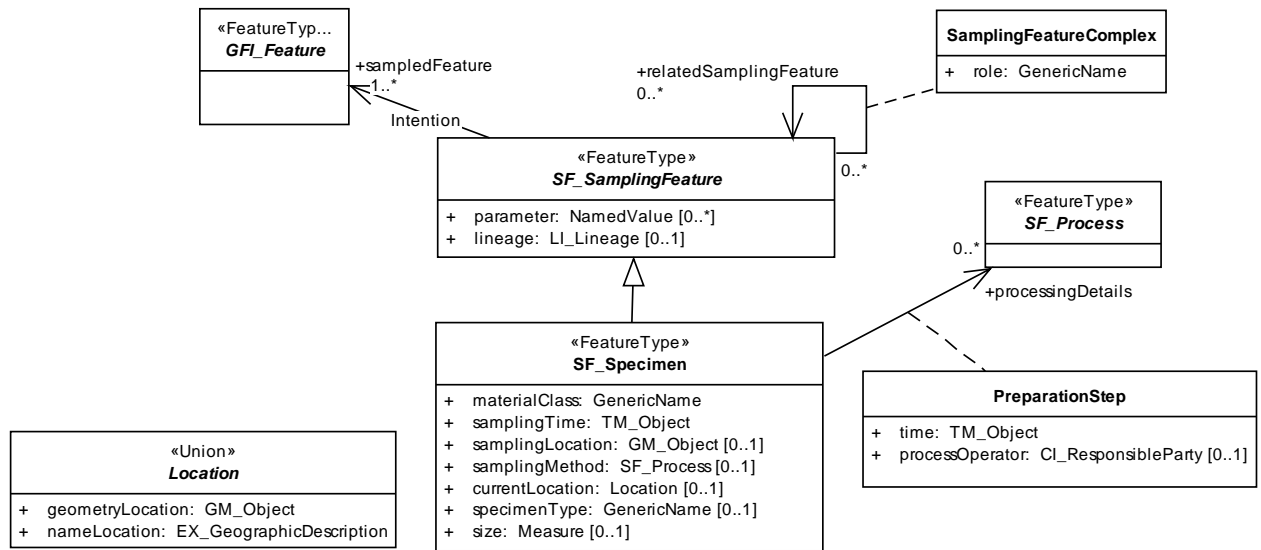 «FeatureTyp...
GFI_Feature
+sampledFeature
1..*
Intention
+relatedSamplingFeature
0..*
0..*
SamplingFeatureComplex
+ role: GenericName
«FeatureType»
SF_SamplingFeature
+ parameter: NamedValue [0..*]
+ lineage: LI_Lineage [0..1]
«FeatureType»
SF_Process
0..*
+processingDetails
«FeatureType»
SF_Specimen
+ materialClass: GenericName
+ samplingTime: TM_Object
+ samplingLocation: GM_Object [0..1]
+ samplingMethod: SF_Process [0..1]
+ currentLocation: Location [0..1]
+ specimenType: GenericName [0..1]
+ size: Measure [0..1]
PreparationStep
+ time: TM_Object
+ processOperator: CI_ResponsibleParty [0..1]
«Union»
Location
+ geometryLocation: GM_Object
+ nameLocation: EX_GeographicDescription